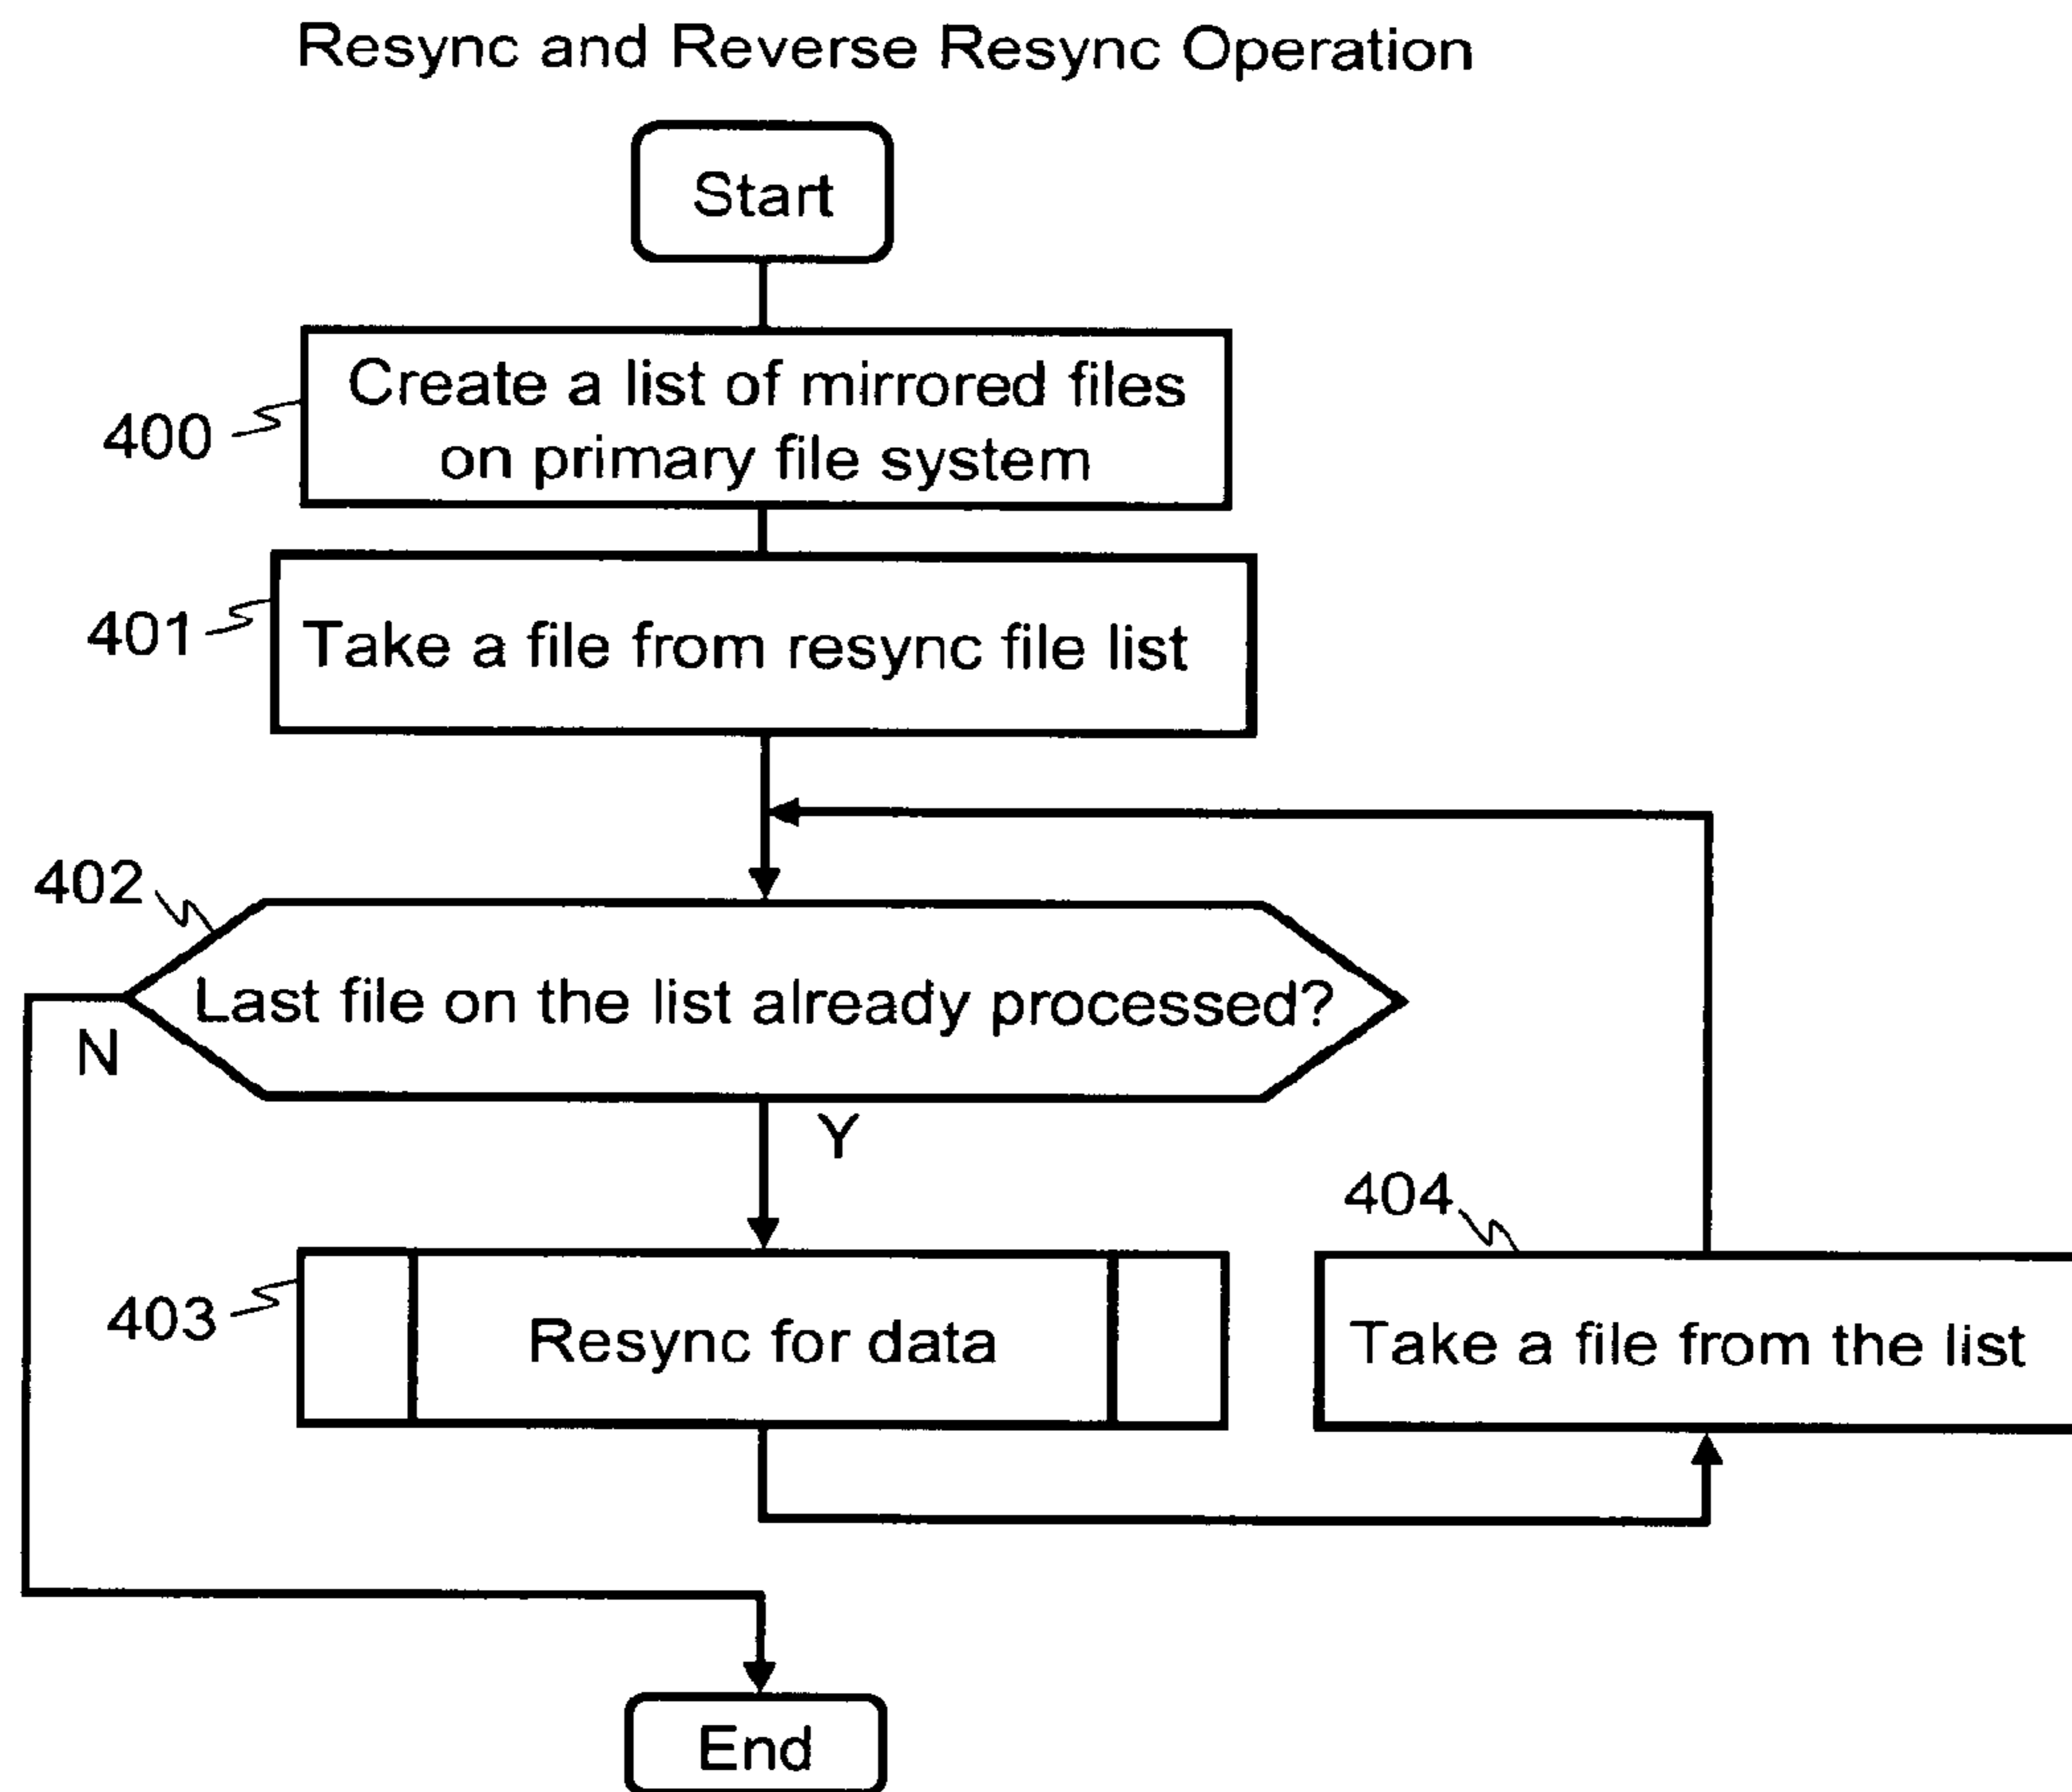 Resync and Reverse Resync Operation
Start
400
Create a list of mirrored files
on primary file system
401
Take a file from resync file list
402
Last file on the list already processed?
N
Y
404
403
Resync for data
Take a file from the list
End